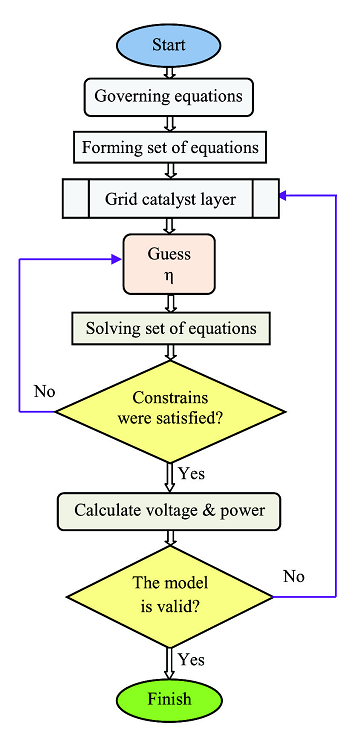 Start
Governing equations
Forming set of equations
Grid catalyst layer
Guess
η
Solving set of equations
Constrains
were satisfied?
No
Yes
Calculate voltage & power
The model
is valid?
No
Yes
Finish